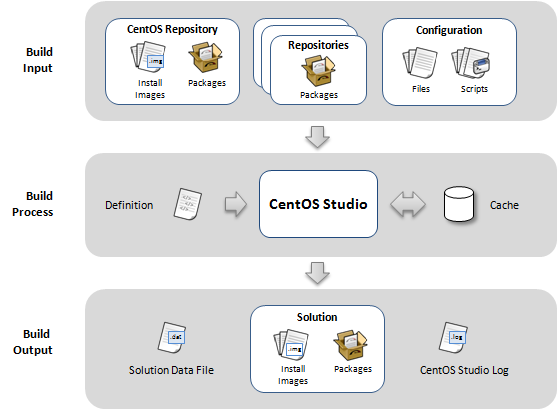 Build
Input
CentOS Repository
.img
Install
Images
Packages
Repositories
Packages
Configuration
Files
Scripts
Build
Process
Definition
CentOS Studio
Cache
Build
Output
.dat
Solution Data File
Solution
.img
Install
Images
Packages
.log
CentOS Studio Log